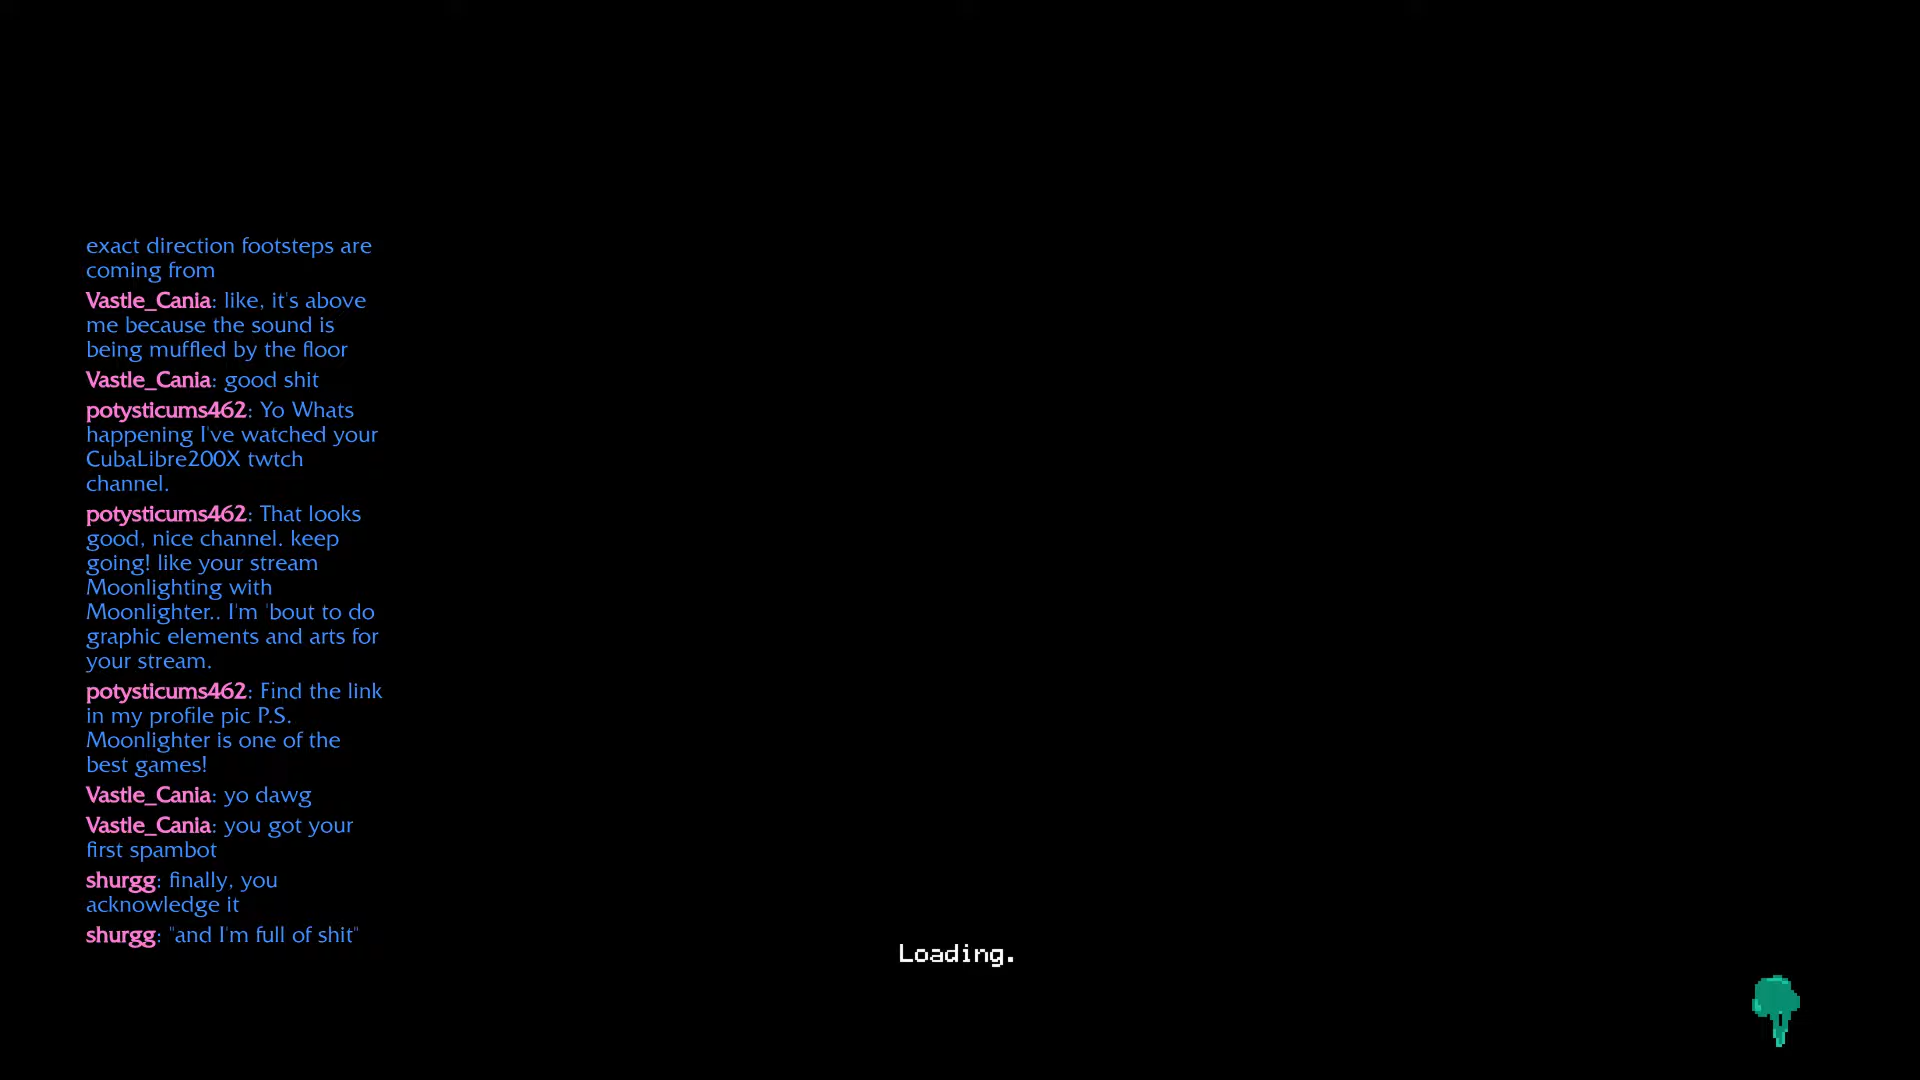 exact direction footsteps are
coming from
Vastle_Cania: like, it's above
me because the sound is
being muffled by the floor
Vastle_Cania: good shit
potysticums462: Yo Whats
happening I've watched your
CubaLibre200X twtch
channel.
potysticums462: That looks
good, nice channel. keep
going! like your stream
Moonlighting with
Moonlighter.. I'm 'bout to do
graphic elements and arts for
your stream.
potysticums462: Find the link
in my profile pic P.S.
Moonlighter is one of the
best games!
Vastle_Cania: yo dawg
Vastle_Cania: you got your
first spambot
shurgg: finally, you
acknowledge it
shurgg: "and I'm full of shit"
Loading.